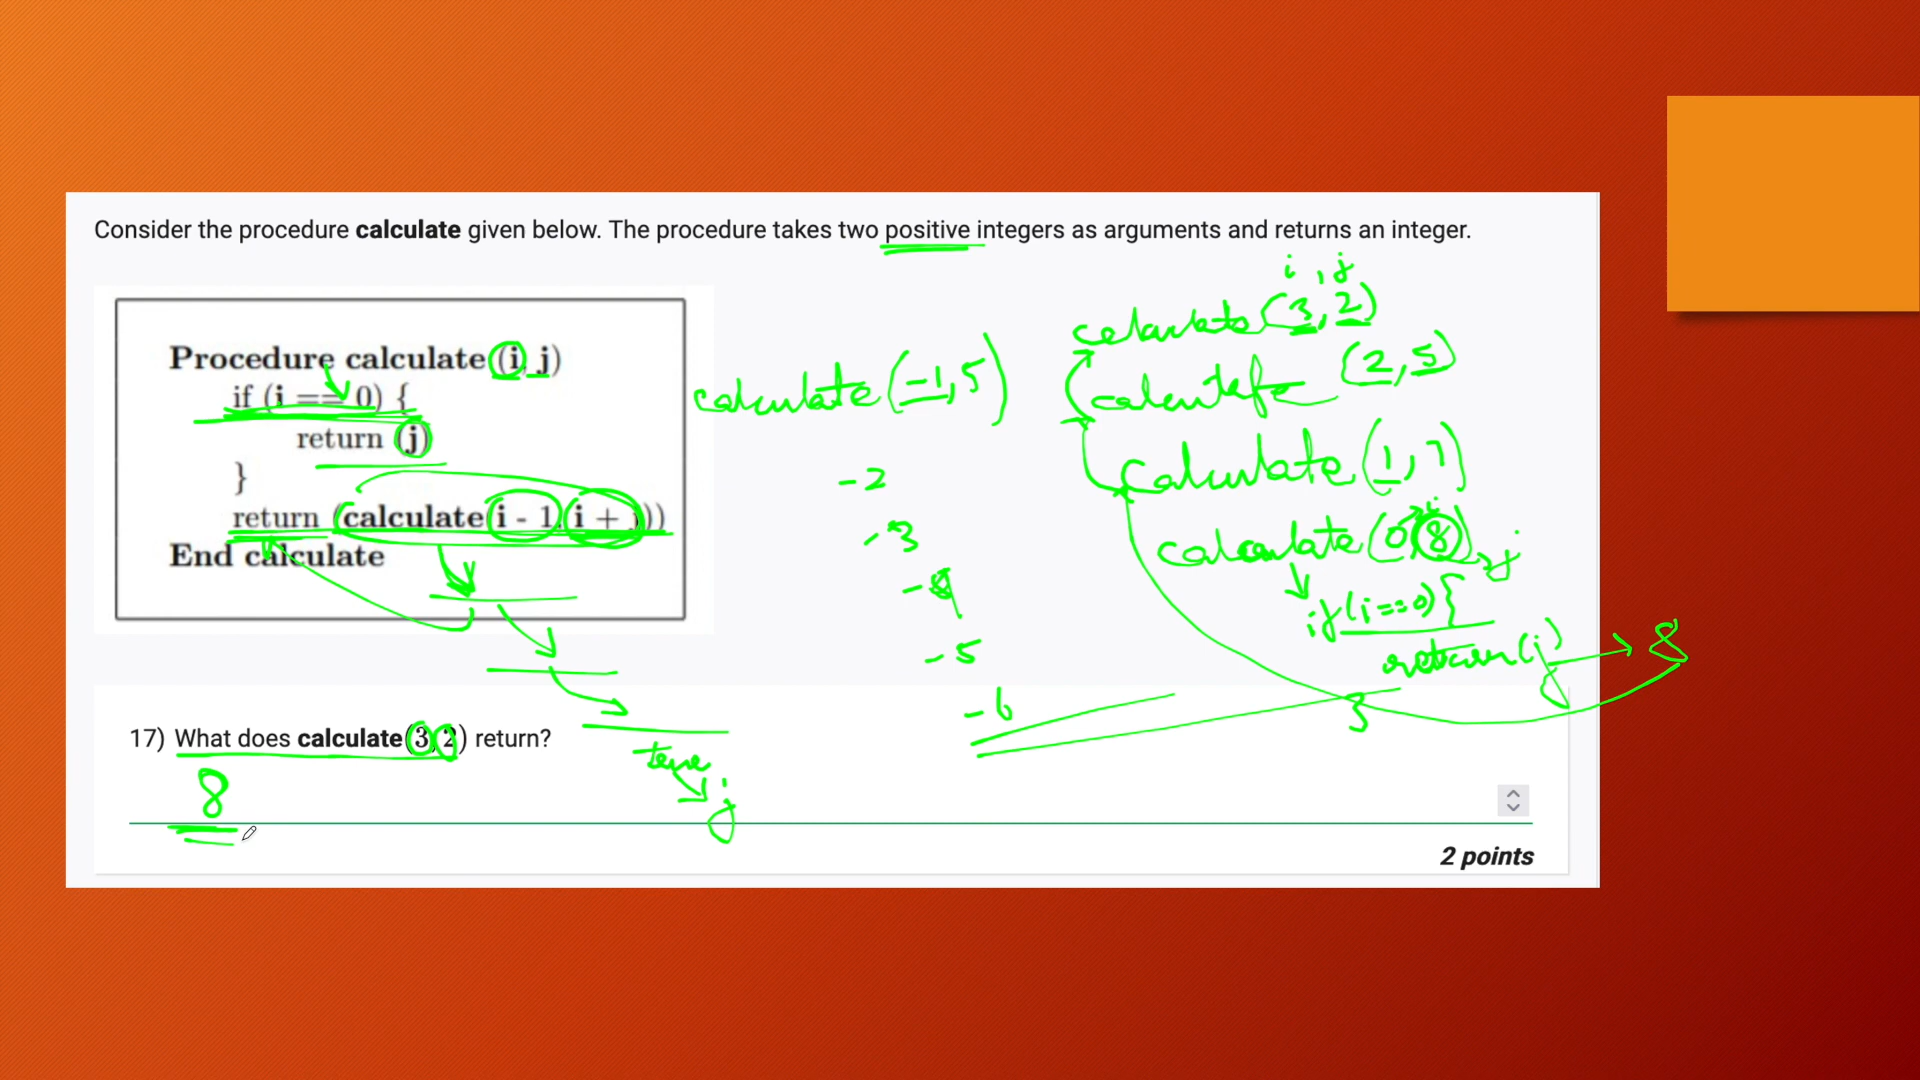 Consider the procedure calculate given below. The procedure takes two positive integers as arguments and returns an integer.
Procedure calculate (i, j)
if (i == 0) {
return (j)
}
return (calculate(i - 1, i + j))
End calculate
calculate(-1,5)
-2
-3
-5
-6
i, j
calculate(3,2)
calculate (2,5)
calculate(1,7)
calculate(0,8)
i
j
if(i==0){
return(j) → 8
}
j
17) What does calculate(3, 2) return?
8
2 points